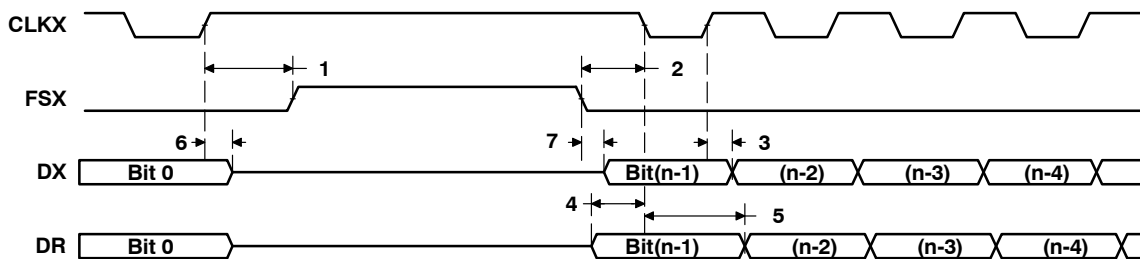 CLKX
1
2
FSX
6
7
3
DX
Bit 0
Bit(n-1)
(n-2)
(n-3)
(n-4)
4
5
DR
Bit 0
Bit(n-1)
(n-2)
(n-3)
(n-4)